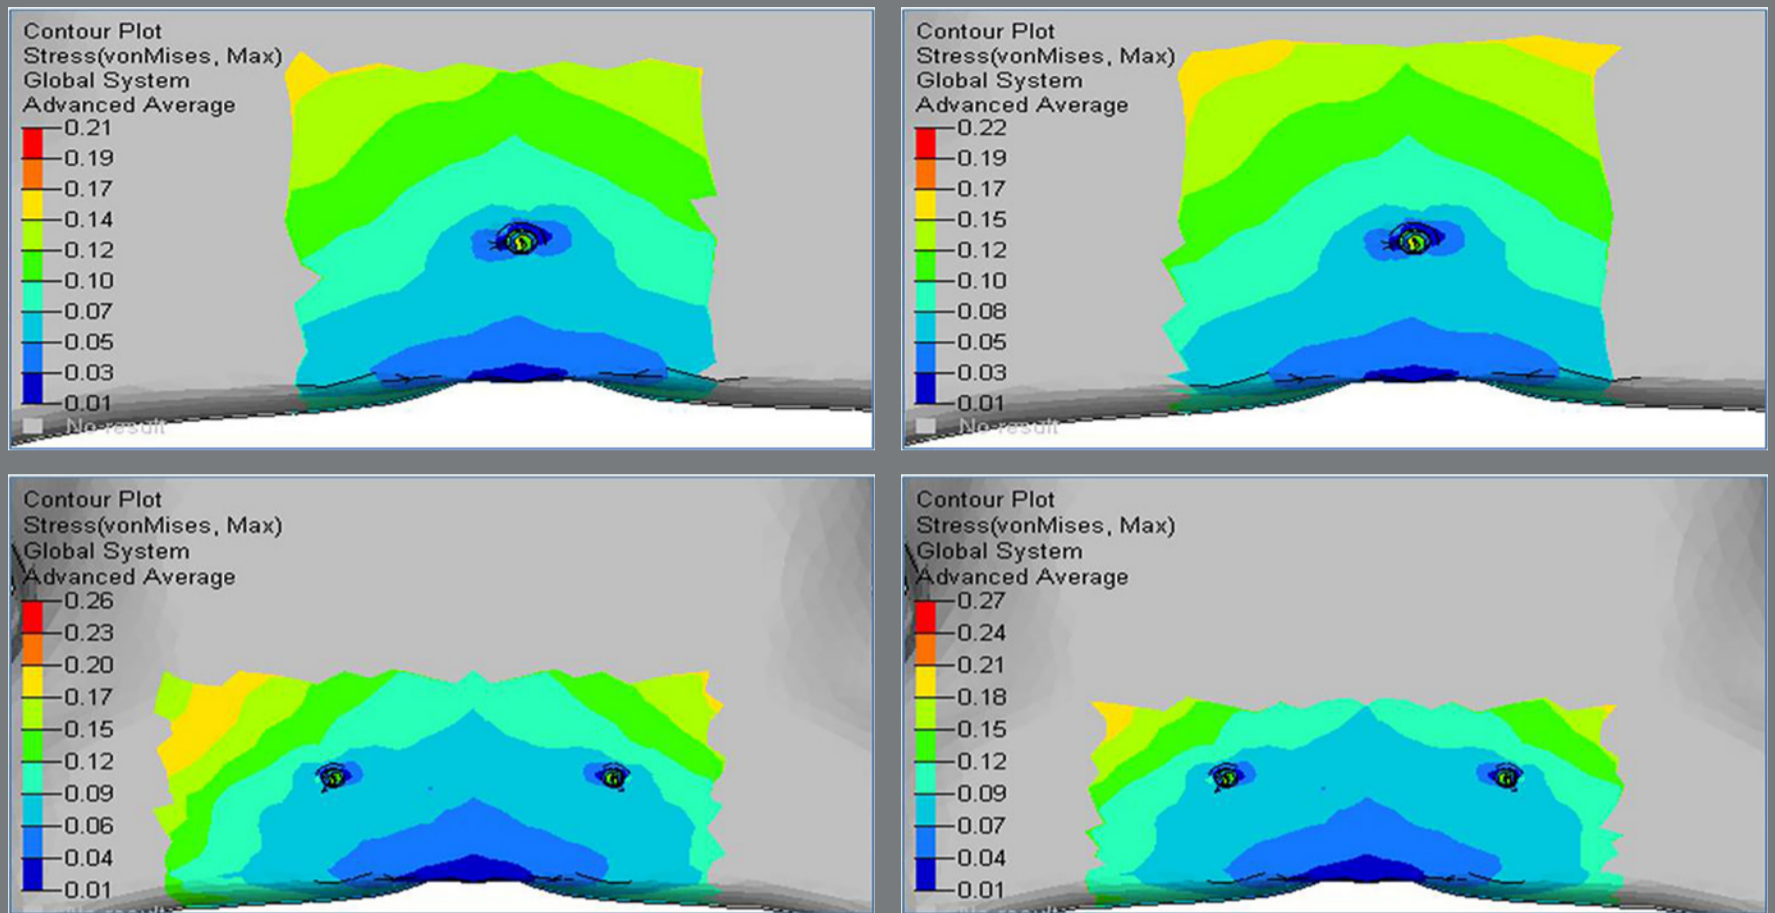 Contour Plot
Stress(vonMises, Max)
Global System
Advanced Average
0.21
0.19
0.17
0.14
0.12
0.10
0.07
0.05
0.03
0.01
No result
Contour Plot
Stress(vonMises, Max)
Global System
Advanced Average
0.22
0.19
0.17
0.15
0.12
0.10
0.08
0.05
0.03
0.01
No result
Contour Plot
Stress(vonMises, Max)
Global System
Advanced Average
0.26
0.23
0.20
0.17
0.15
0.12
0.09
0.06
0.04
0.01
Contour Plot
Stress(vonMises, Max)
Global System
Advanced Average
0.27
0.24
0.21
0.18
0.15
0.12
0.09
0.07
0.04
0.01